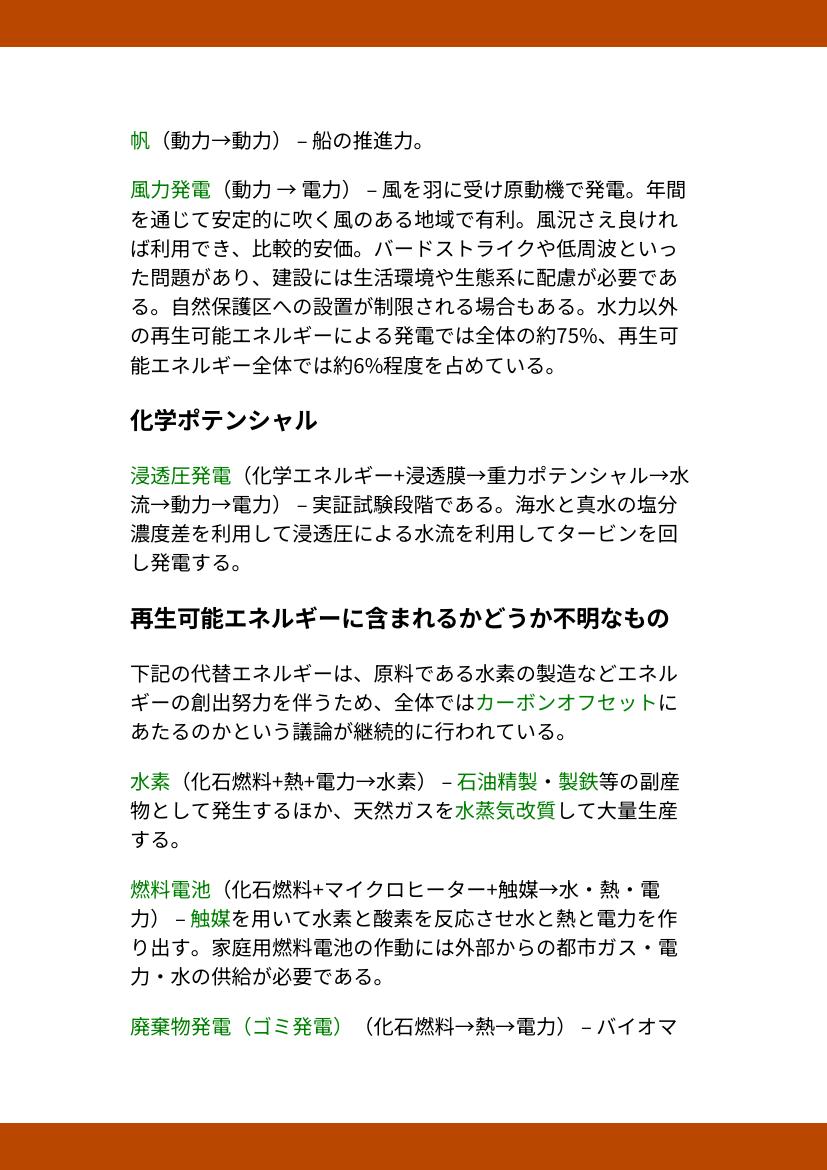 帆（動力→動力） – 船の推進力。
風力発電（動力 → 電力） – 風を羽に受け原動機で発電。年間
を通じて安定的に吹く風のある地域で有利。風況さえ良けれ
ば利用でき、比較的安価。バードストライクや低周波といっ
た問題があり、建設には生活環境や生態系に配慮が必要であ
る。自然保護区への設置が制限される場合もある。水力以外
の再生可能エネルギーによる発電では全体の約75%、再生可
能エネルギー全体では約6%程度を占めている。
化学ポテンシャル
浸透圧発電（化学エネルギー+浸透膜→重力ポテンシャル→水
流→動力→電力） – 実証試験段階である。海水と真水の塩分
濃度差を利用して浸透圧による水流を利用してタービンを回
し発電する。
再生可能エネルギーに含まれるかどうか不明なもの
下記の代替エネルギーは、原料である水素の製造などエネル
ギーの創出努力を伴うため、全体ではカーボンオフセットに
あたるのかという議論が継続的に行われている。
水素（化石燃料+熱+電力→水素） – 石油精製・製鉄等の副産
物として発生するほか、天然ガスを水蒸気改質して大量生産
する。
燃料電池（化石燃料+マイクロヒーター+触媒→水・熱・電
力） – 触媒を用いて水素と酸素を反応させ水と熱と電力を作
り出す。家庭用燃料電池の作動には外部からの都市ガス・電
力・水の供給が必要である。
廃棄物発電（ゴミ発電）（化石燃料→熱→電力） – バイオマ